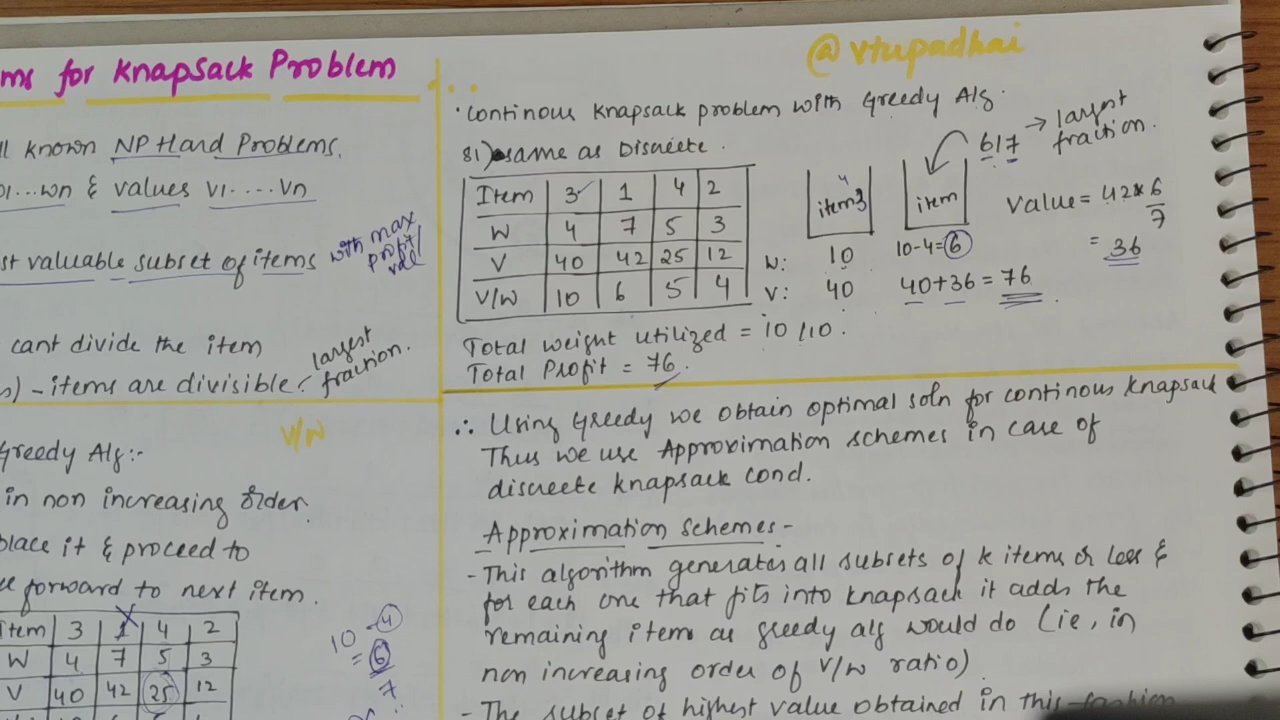 ms for Knapsack Problem
ll known NP Hard Problems.
01...wn & values v1....vn
st valuable subset of items with max
profit/
val
cant divide the item
s) - items are divisible. largest
fraction.
V/W
Greedy Alg:-
in non increasing order.
place it & proceed to
forward to next item.
Item 3 1 4 2
W 4 7 5 3
V 40 42 25 12
10-4
=6
7
@vtupadhai
. Continous Knapsack problem with Greedy Alg.
S1) same as Discrete.
Item 3 1 4 2
W 4 7 5 3
V 40 42 25 12
V/W 10 6 5 4
4
item3
item
6/7 → largest
fraction.
W: 10 10-4=6
V: 40 40+36=76
Value = 42*6
7
= 36
Total weight utilized = 10/10.
Total Profit = 76.
∴ Using Greedy we obtain optimal soln for continous Knapsack
Thus we use Approximation schemes in case of
discreete knapsack cond.
Approximation schemes-
- This algorithm generates all subsets of k items or less &
for each one that fits into knapsack it adds the
remaining items as greedy alg would do (ie, in
non increasing order of V/W ratio)
- The subset of highest value obtained in this fashion